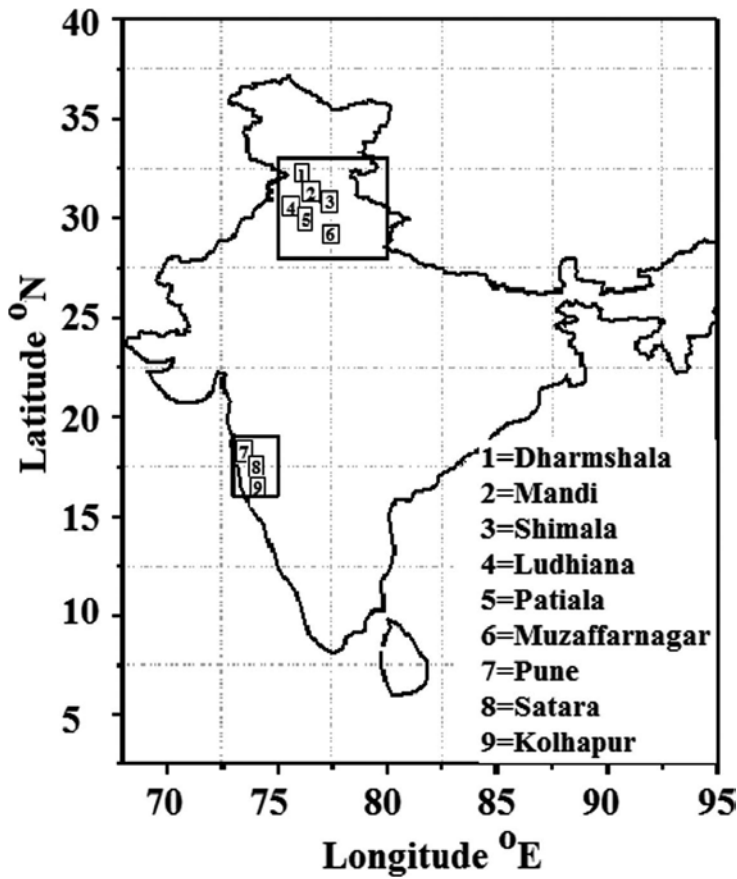 40
35
30
25
20
15
10
5
Latitude ᴼN
1
2
3
4
5
6
7
8
9
1=Dharmshala
2=Mandi
3=Shimala
4=Ludhiana
5=Patiala
6=Muzaffarnagar
7=Pune
8=Satara
9=Kolhapur
70 75 80 85 90 95
Longitude ᴼE